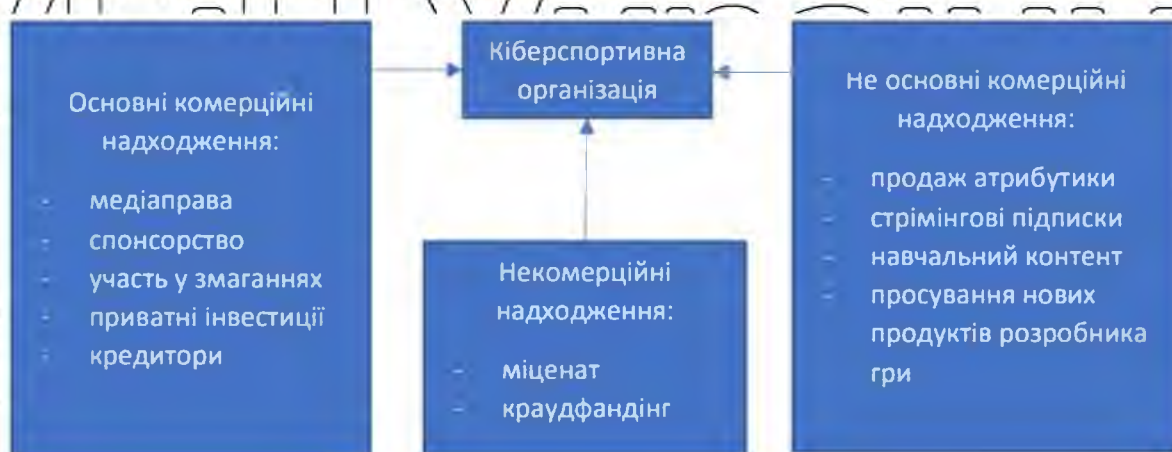 Основні комерційні
надходження:
- медіаправа
- спонсорство
- участь у змаганнях
- приватні інвестиції
- кредитори
Кіберспортивна
організація
Некомерційні
надходження:
- міценат
- краудфандінг
Не основні комерційні
надходження:
- продаж атрибутики
- стрімінгові підписки
- навчальний контент
- просування нових
продуктів розробника
гри